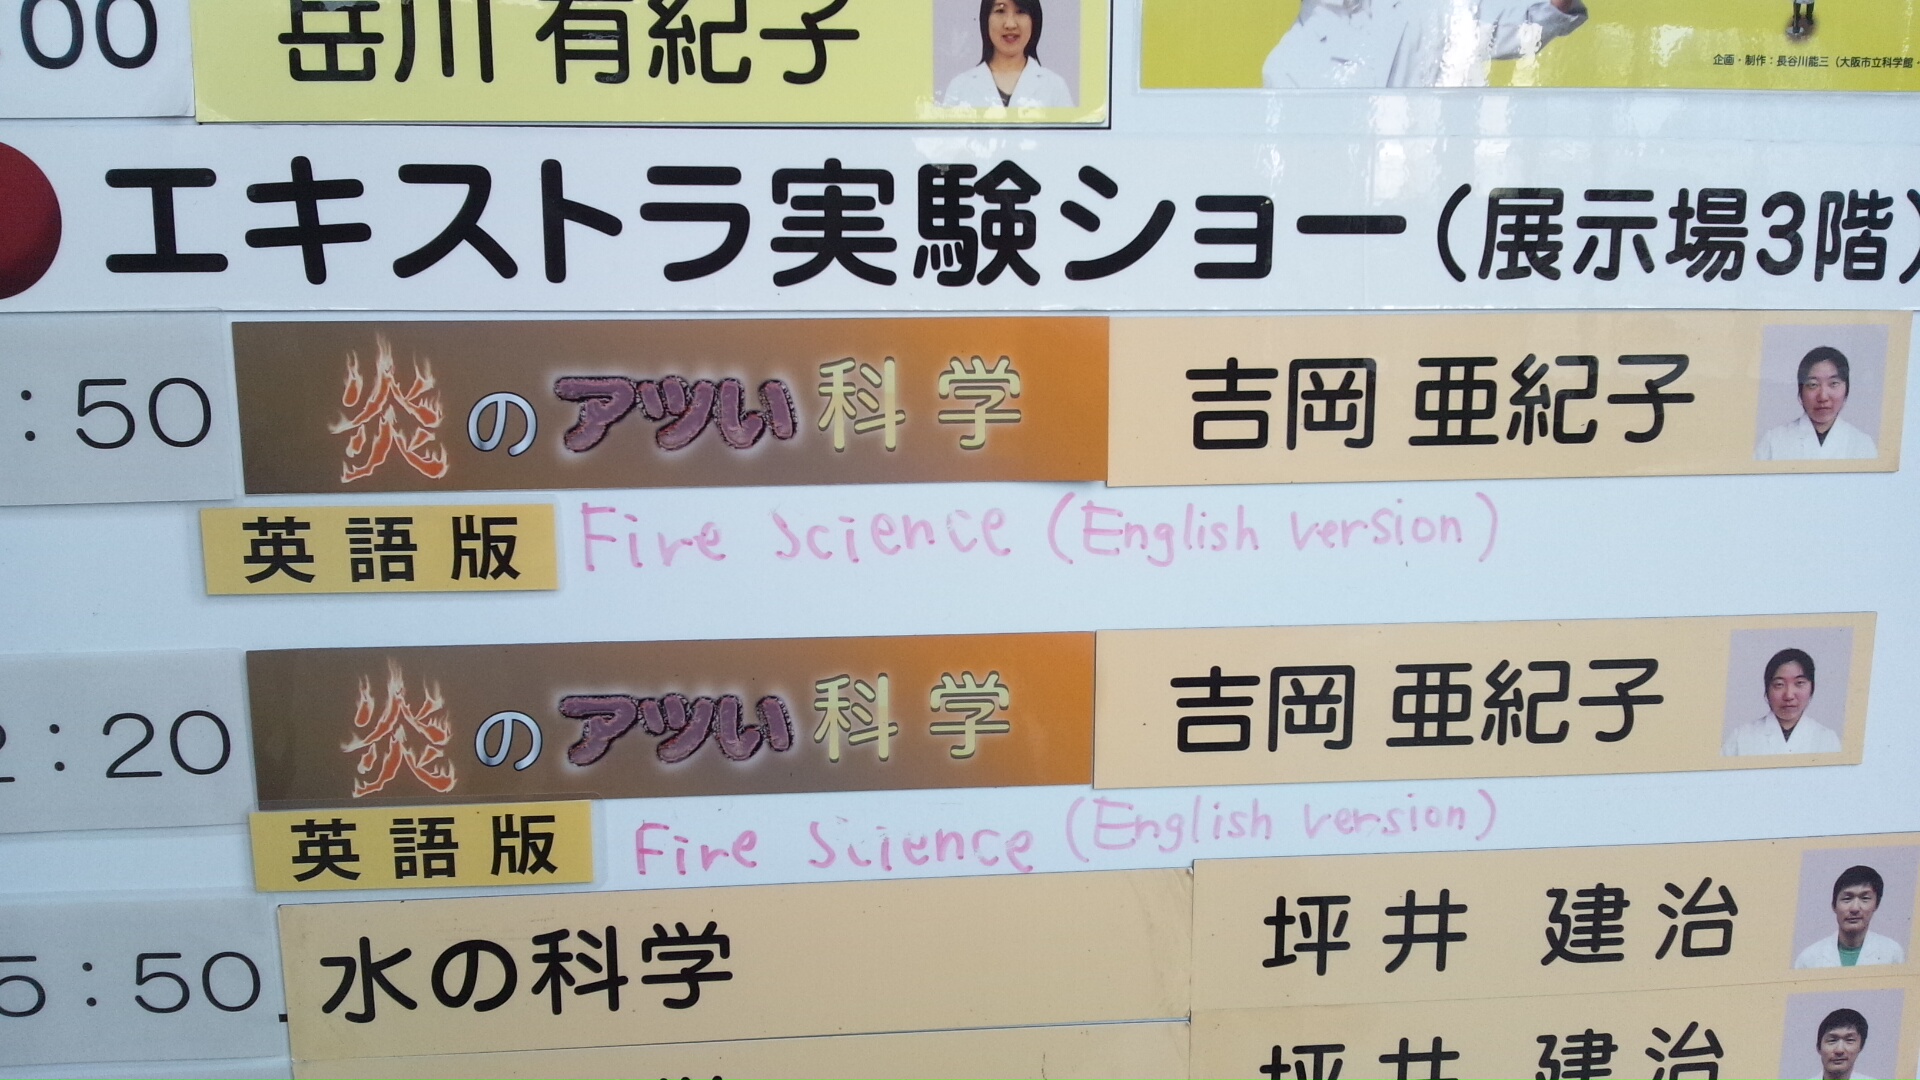 00 岳川 有紀子
企画・制作：長谷川能三（大阪市立科学館・
エキストラ実験ショー（展示場3階）
:50 炎のアツい科学 吉岡 亜紀子
英語版 Fire Science (English version)
2:20 炎のアツい科学 吉岡 亜紀子
英語版 Fire Science (English version)
5:50 水の科学 坪井 建治
坪井 建治